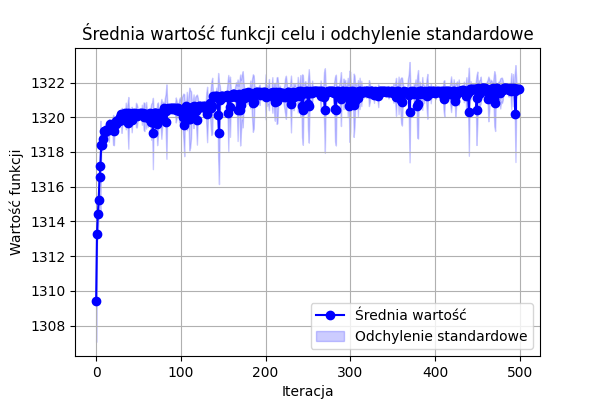 Średnia wartość funkcji celu i odchylenie standardowe
Wartość funkcji
1322
1320
1318
1316
1314
1312
1310
1308
0
100
200
300
400
500
Iteracja
Średnia wartość
Odchylenie standardowe